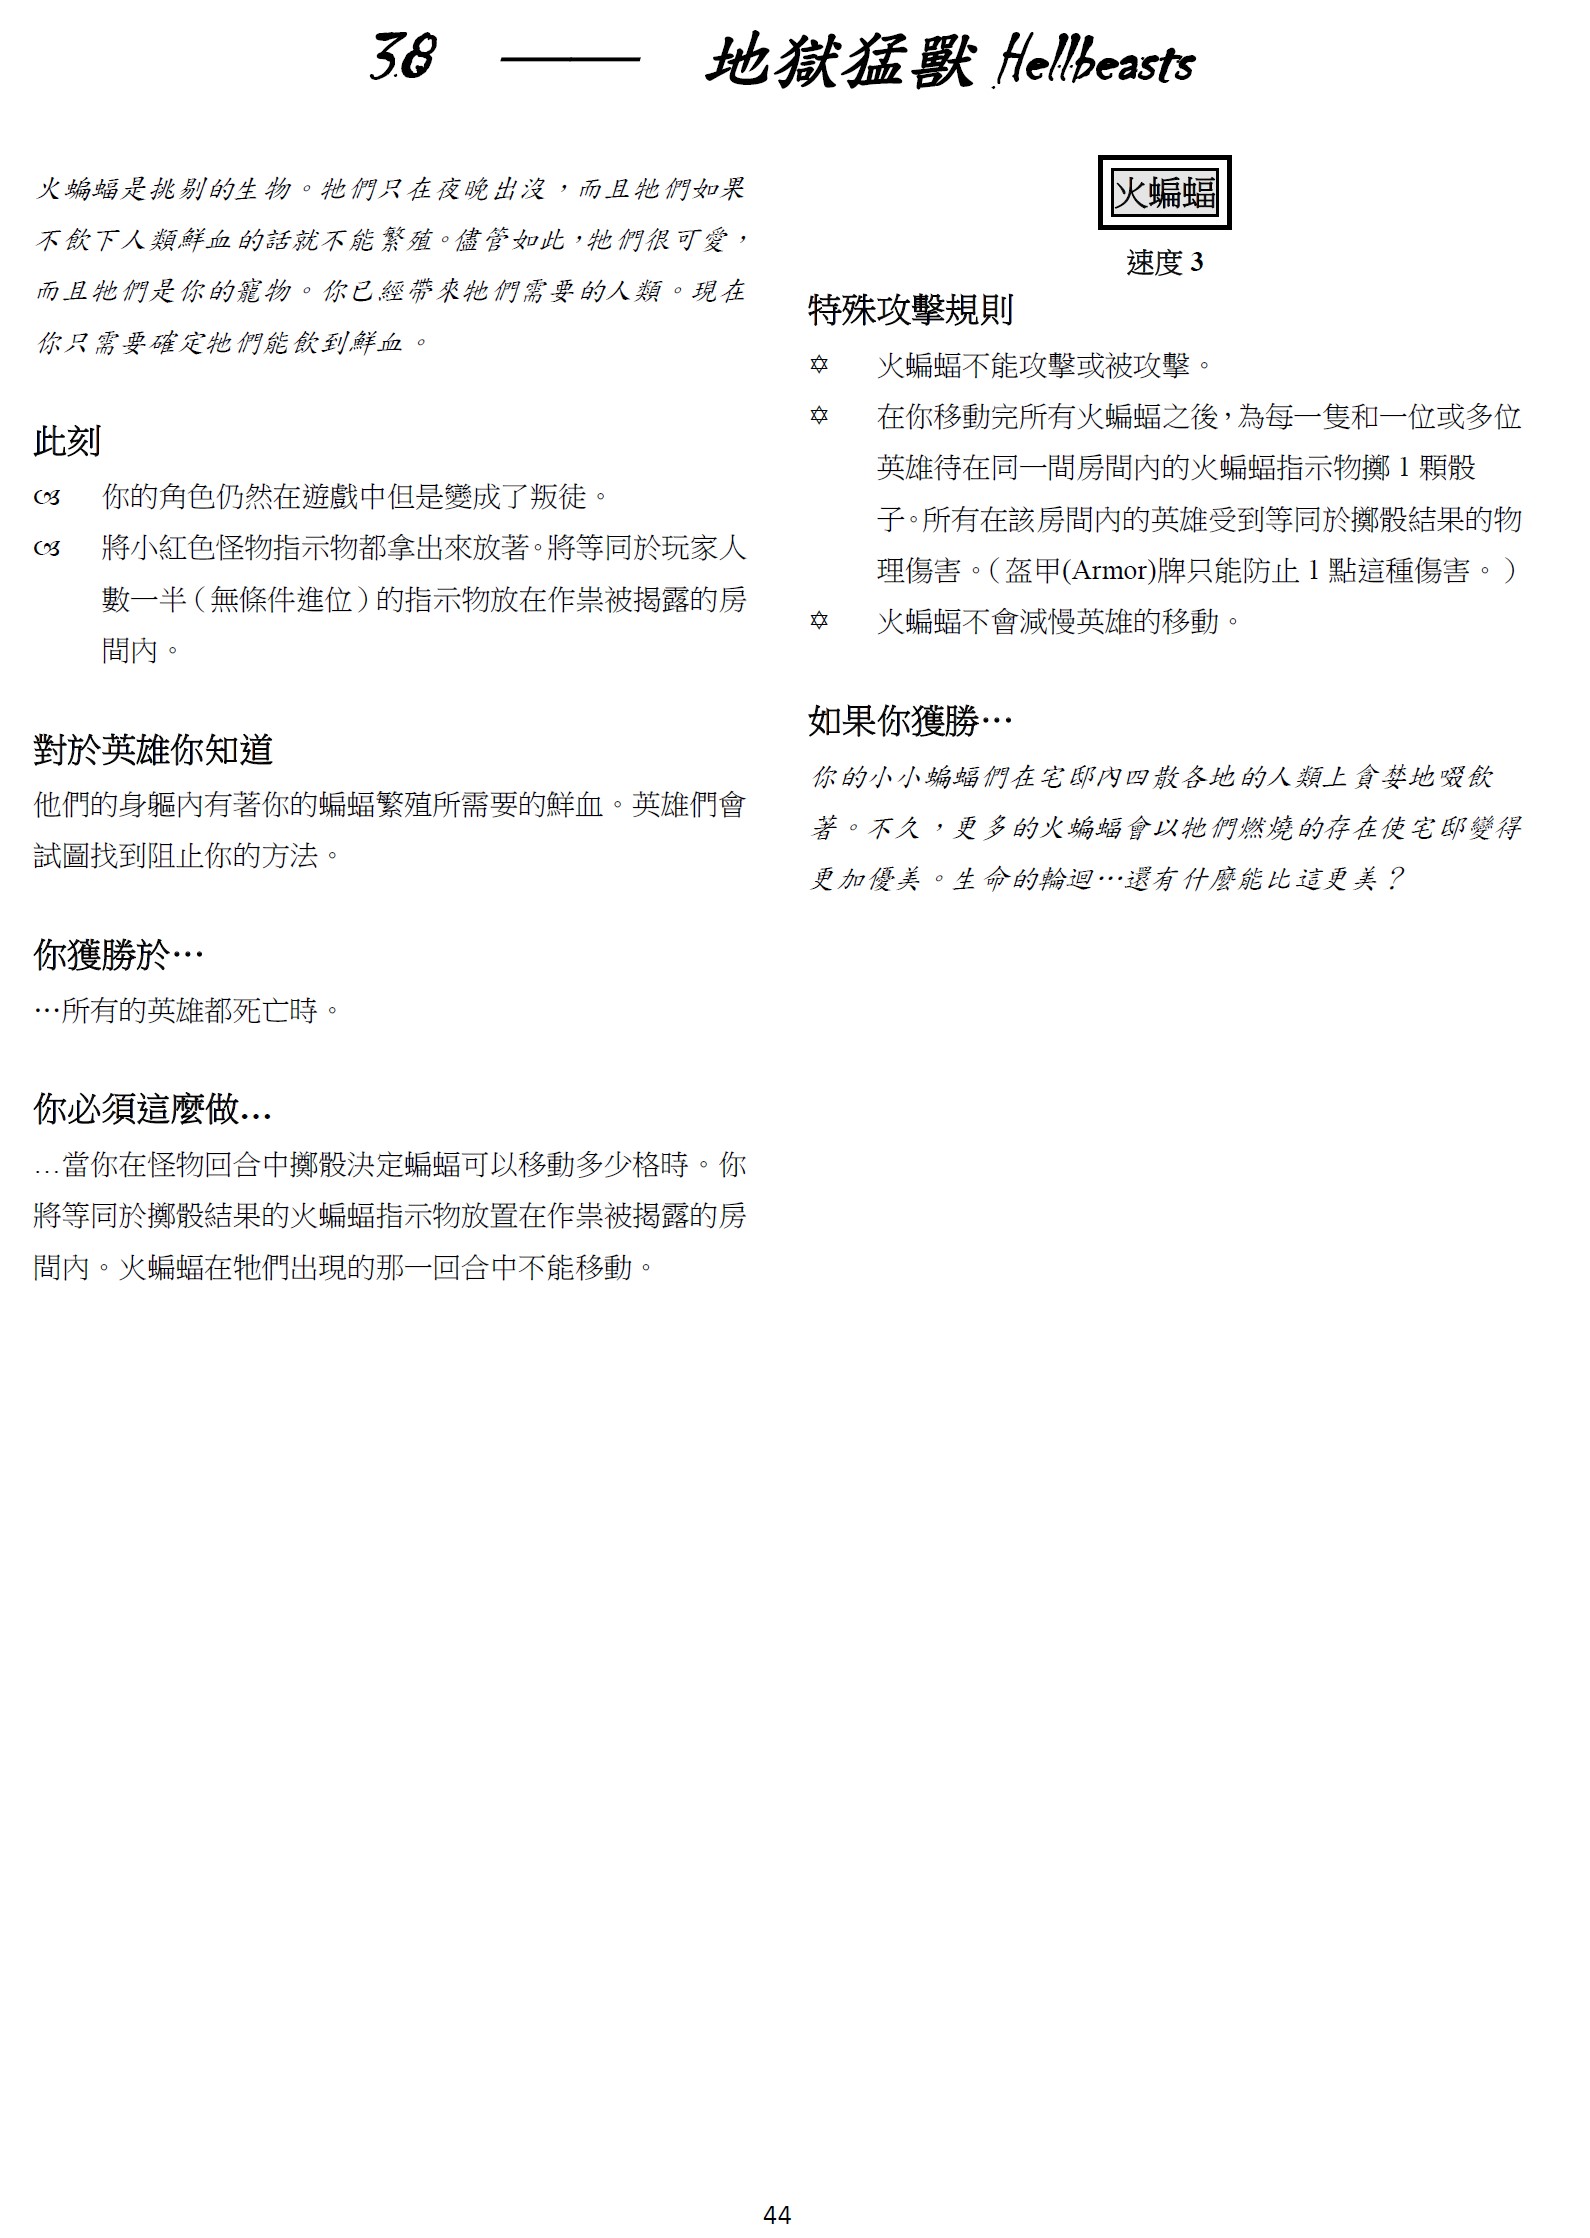 38 —— 地獄猛獸 Hellbeasts
火蝙蝠是挑剔的生物。牠們只在夜晚出沒，而且牠們如果
不飲下人類鮮血的話就不能繁殖。儘管如此，牠們很可愛，
而且牠們是你的寵物。你已經帶來牠們需要的人類。現在
你只需要確定牠們能飲到鮮血。
此刻
你的角色仍然在遊戲中但是變成了叛徒。
將小紅色怪物指示物都拿出來放著。將等同於玩家人
數一半（無條件進位）的指示物放在作祟被揭露的房
間內。
對於英雄你知道
他們的身軀內有著你的蝙蝠繁殖所需要的鮮血。英雄們會
試圖找到阻止你的方法。
你獲勝於…
…所有的英雄都死亡時。
你必須這麼做…
…當你在怪物回合中擲骰決定蝙蝠可以移動多少格時。你
將等同於擲骰結果的火蝙蝠指示物放置在作祟被揭露的房
間內。火蝙蝠在牠們出現的那一回合中不能移動。
火蝙蝠
速度 3
特殊攻擊規則
✡ 火蝙蝠不能攻擊或被攻擊。
✡ 在你移動完所有火蝙蝠之後，為每一隻和一位或多位
英雄待在同一間房間內的火蝙蝠指示物擲 1 顆骰
子。所有在該房間內的英雄受到等同於擲骰結果的物
理傷害。（盔甲(Armor)牌只能防止 1 點這種傷害。）
✡ 火蝙蝠不會減慢英雄的移動。
如果你獲勝…
你的小小蝙蝠們在宅邸內四散各地的人類上貪婪地啜飲
著。不久，更多的火蝙蝠會以牠們燃燒的存在使宅邸變得
更加優美。生命的輪迴…還有什麼能比這更美？
44